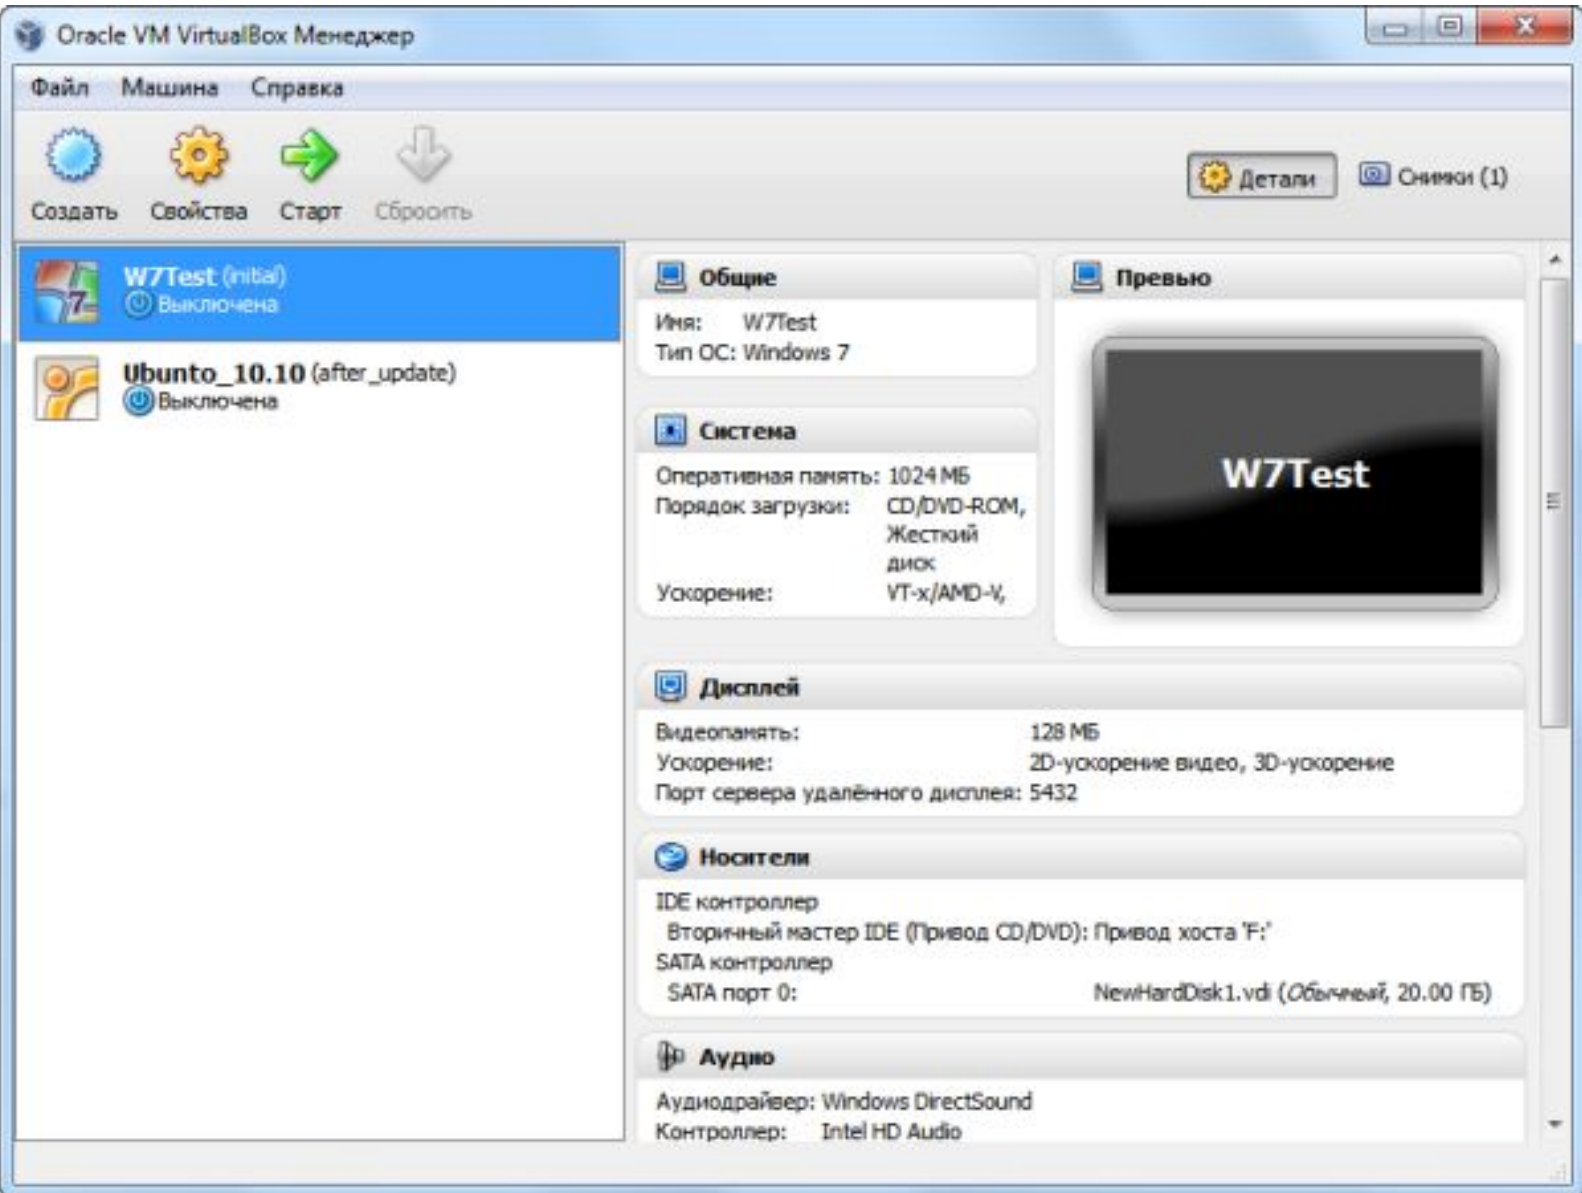 Oracle VM VirtualBox Менеджер
Файл Машина Справка
Создать Свойства Старт Сбросить
Детали Снимки (1)
W7Test (initial)
Выключена
Ubunto_10.10 (after_update)
Выключена
Общие
Имя: W7Test
Тип ОС: Windows 7
Система
Оперативная память: 1024 МБ
Порядок загрузки: CD/DVD-ROM,
Жесткий
диск
Ускорение: VT-x/AMD-V,
Превью
W7Test
Дисплей
Видеопамять: 128 МБ
Ускорение: 2D-ускорение видео, 3D-ускорение
Порт сервера удалённого дисплея: 5432
Носители
IDE контроллер
Вторичный мастер IDE (Привод CD/DVD): Привод хоста 'F:'
SATA контроллер
SATA порт 0: NewHardDisk1.vdi (Обычный, 20.00 ГБ)
Аудио
Аудиодрайвер: Windows DirectSound
Контроллер: Intel HD Audio